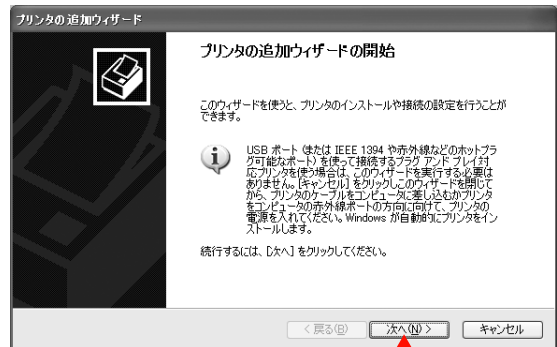 プリンタの追加ウィザード
プリンタの追加ウィザードの開始
このウィザードを使うと、プリンタのインストールや接続の設定を行うことが
できます。
USB ポート (または IEEE 1394 や赤外線などのホットプラ
グ可能なポート) を使って接続するプラグ アンド プレイ対
応プリンタを使う場合は、このウィザードを実行する必要は
ありません。[キャンセル] をクリックしこのウィザードを閉じて
から、プリンタのケーブルをコンピュータに差し込むかプリンタ
をコンピュータの赤外線ポートの方向に向けて、プリンタの
電源を入れてください。Windows が自動的にプリンタをイン
ストールします。
続行するには、[次へ] をクリックしてください。
< 戻る(B) 次へ(N) > キャンセル